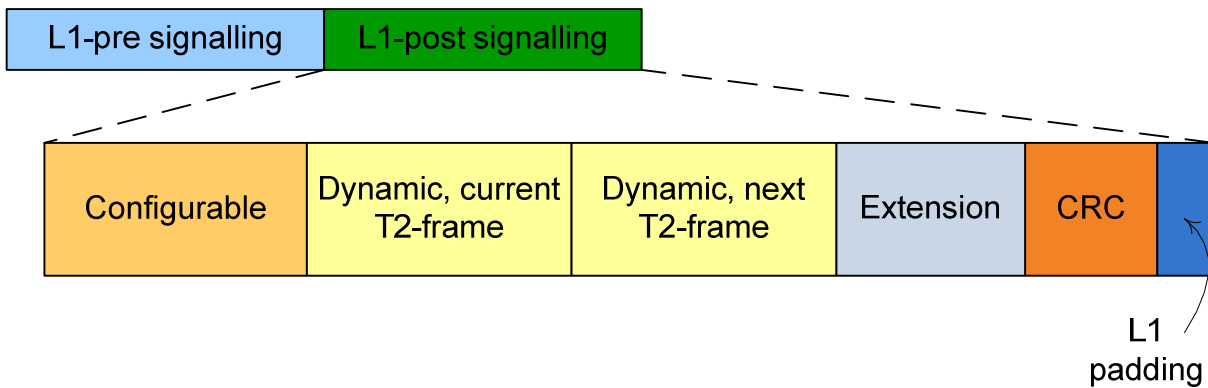 L1-pre signalling
L1-post signalling
Configurable
Dynamic, current
T2-frame
Dynamic, next
T2-frame
Extension
CRC
L1
padding